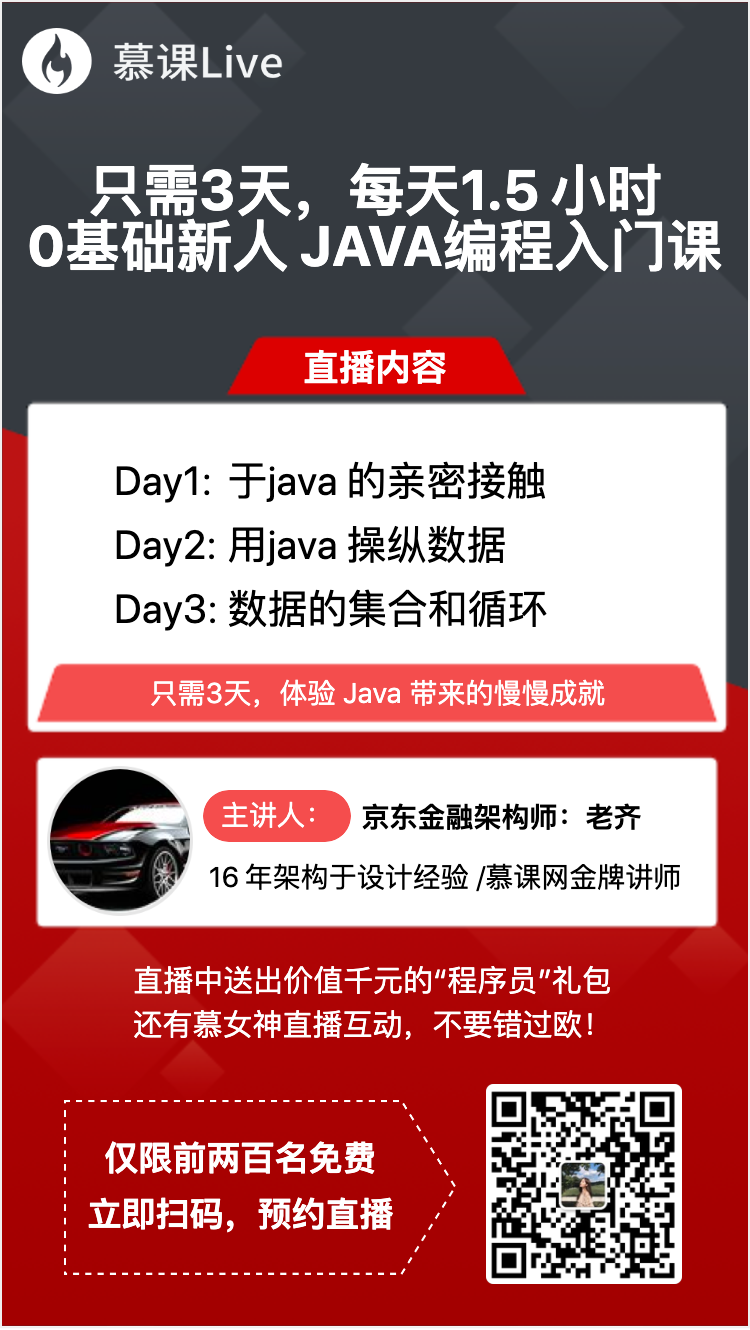 慕课Live
只需3天，每天1.5 小时
0基础新人 JAVA编程入门课
直播内容
Day1: 于java 的亲密接触
Day2: 用java 操纵数据
Day3: 数据的集合和循环
只需3天，体验 Java 带来的慢慢成就
主讲人： 京东金融架构师：老齐
16 年架构于设计经验 /慕课网金牌讲师
直播中送出价值千元的“程序员”礼包
还有慕女神直播互动，不要错过欧！
仅限前两百名免费
立即扫码，预约直播